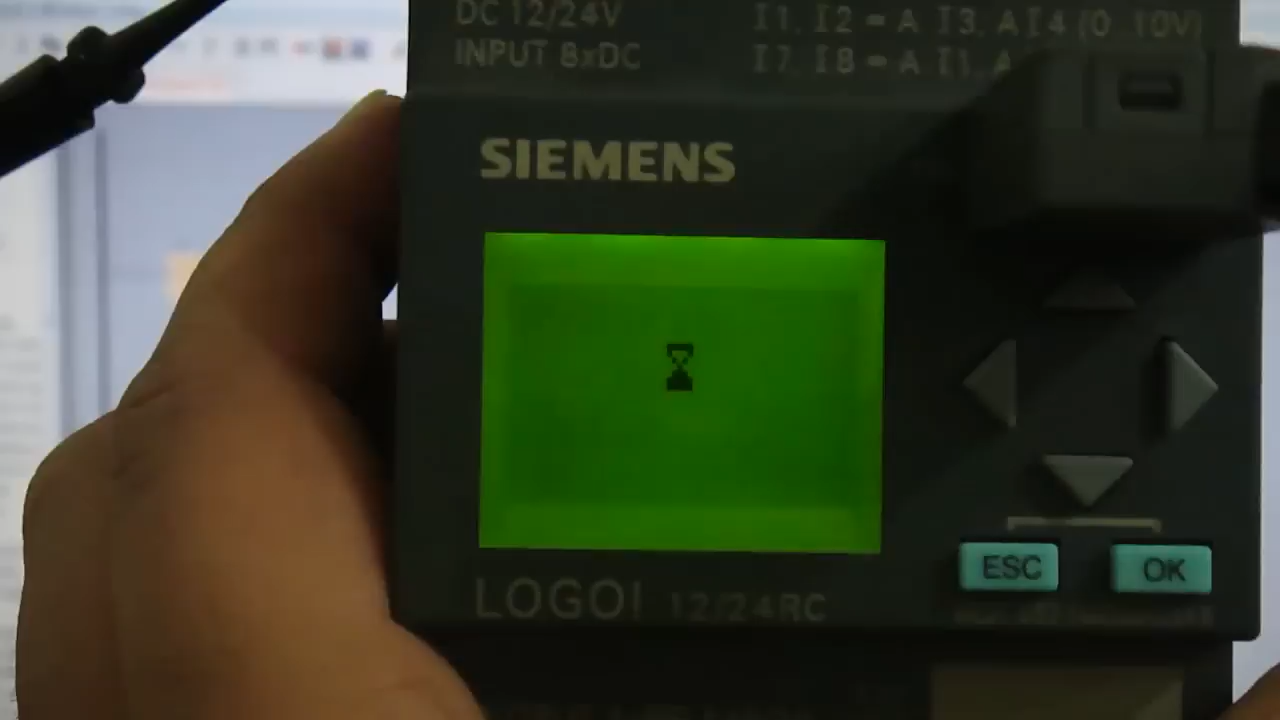 DC 12/24V
INPUT 8xDC
I1, I2 = A I3, A I4 (0 10V)
I7, I8 = A I1, A
SIEMENS
LOGO! 12/24RC
ESC
OK